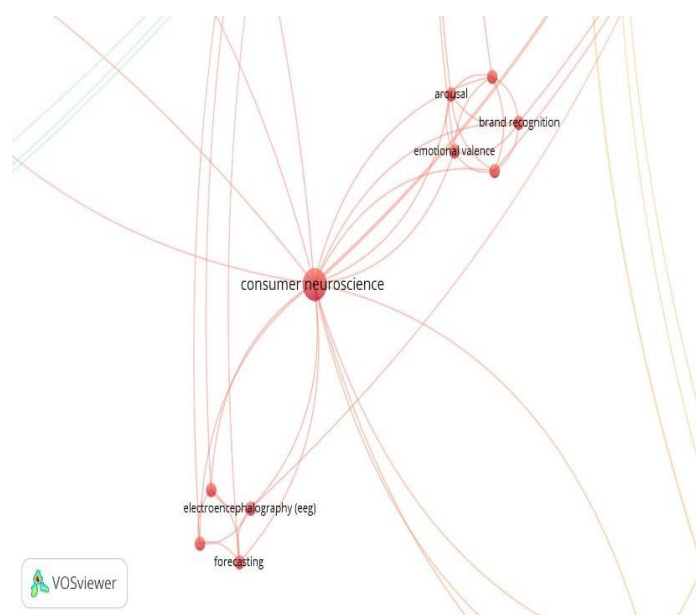 arousal
brand recognition
emotional valence
consumer neuroscience
electroencephalography (eeg)
forecasting
VOSviewer